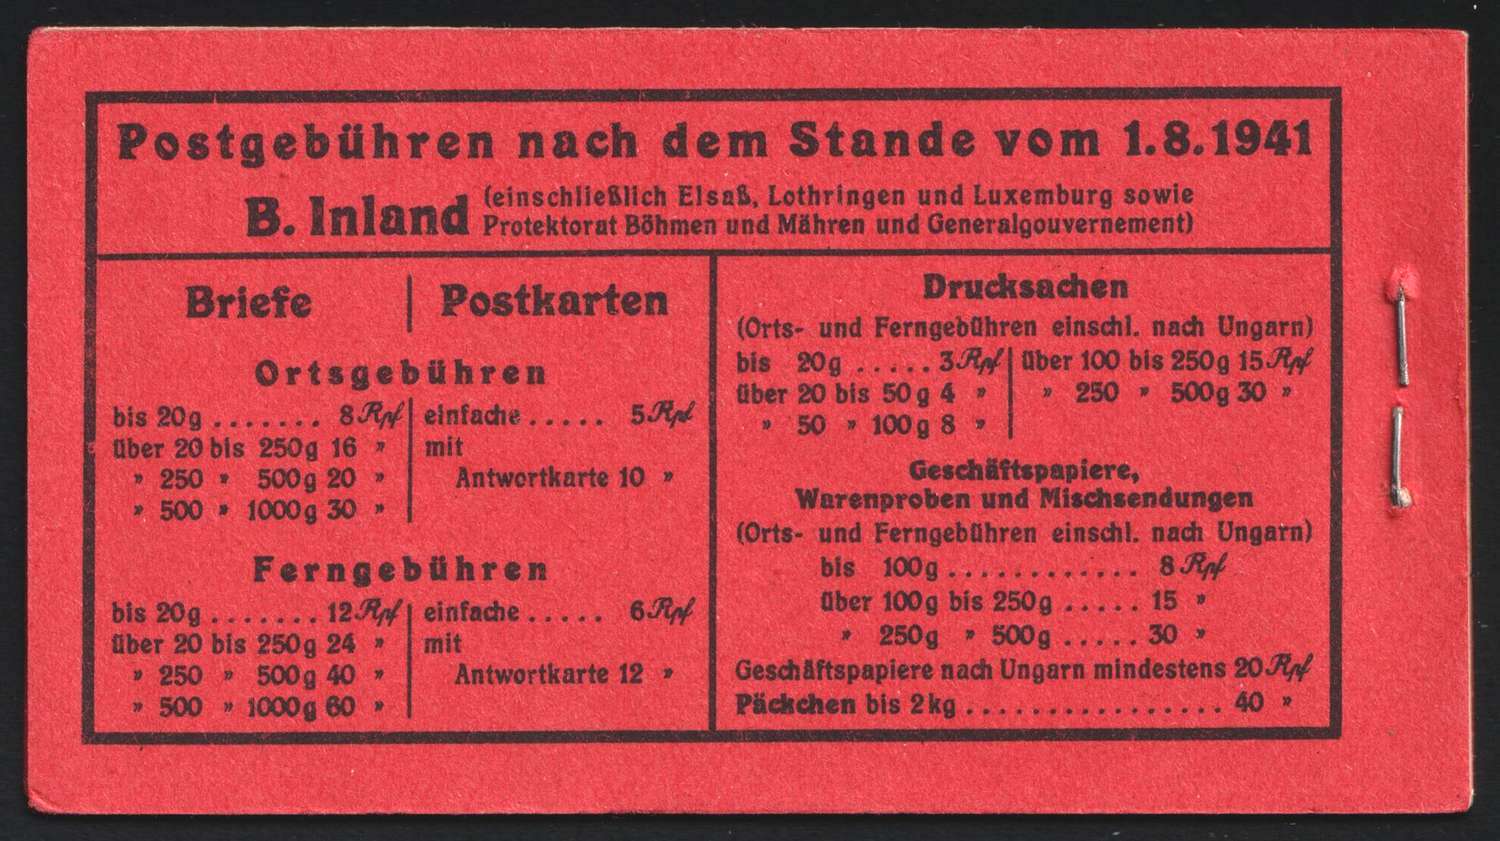 Postgebühren nach dem Stande vom 1.8.1941
B. Inland (einschließlich Elsaß, Lothringen und Luxemburg sowie
Protektorat Böhmen und Mähren und Generalgouvernement)
Briefe
Postkarten
Ortsgebühren
bis 20g ....... 8 Rpf
über 20 bis 250g 16 "
" 250 " 500g 20 "
" 500 " 1000g 30 "
einfache ..... 5 Rpf
mit
Antwortkarte 10 "
Ferngebühren
bis 20g ....... 12 Rpf
über 20 bis 250g 24 "
" 250 " 500g 40 "
" 500 " 1000g 60 "
einfache ..... 6 Rpf
mit
Antwortkarte 12 "
Drucksachen
(Orts- und Ferngebühren einschl. nach Ungarn)
bis 20g ..... 3 Rpf
über 20 bis 50g 4 "
" 50 " 100g 8 "
über 100 bis 250g 15 Rpf
" 250 " 500g 30 "
Geschäftspapiere,
Warenproben und Mischsendungen
(Orts- und Ferngebühren einschl. nach Ungarn)
bis 100g ............ 8 Rpf
über 100g bis 250g ..... 15 "
" 250g " 500g ..... 30 "
Geschäftspapiere nach Ungarn mindestens 20 Rpf
Päckchen bis 2kg ................. 40 "